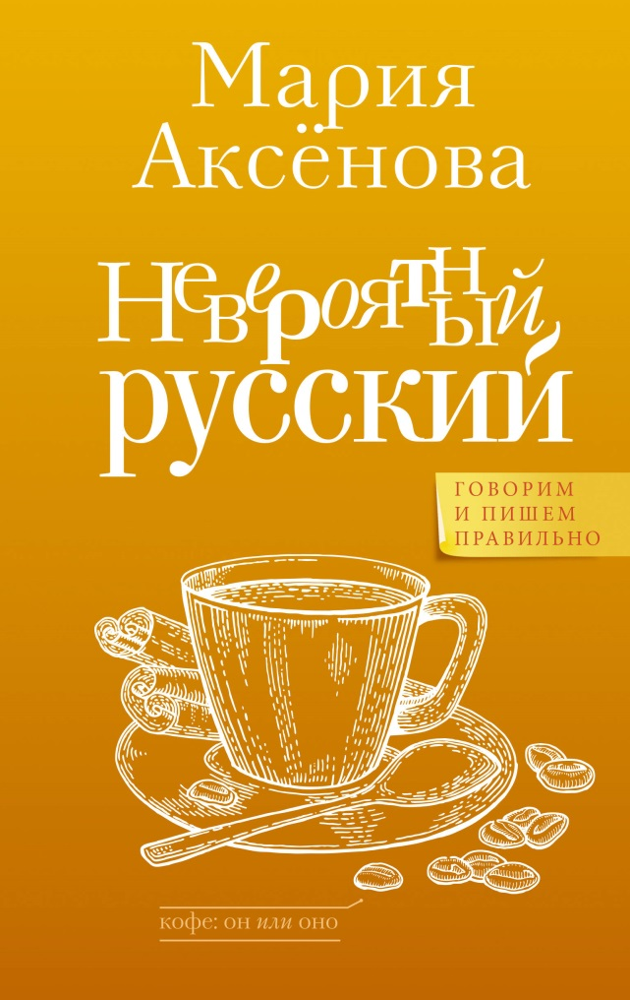 Мария
Аксёнова
Невероятный
русский
ГОВОРИМ
И ПИШЕМ
ПРАВИЛЬНО
кофе: он или оно